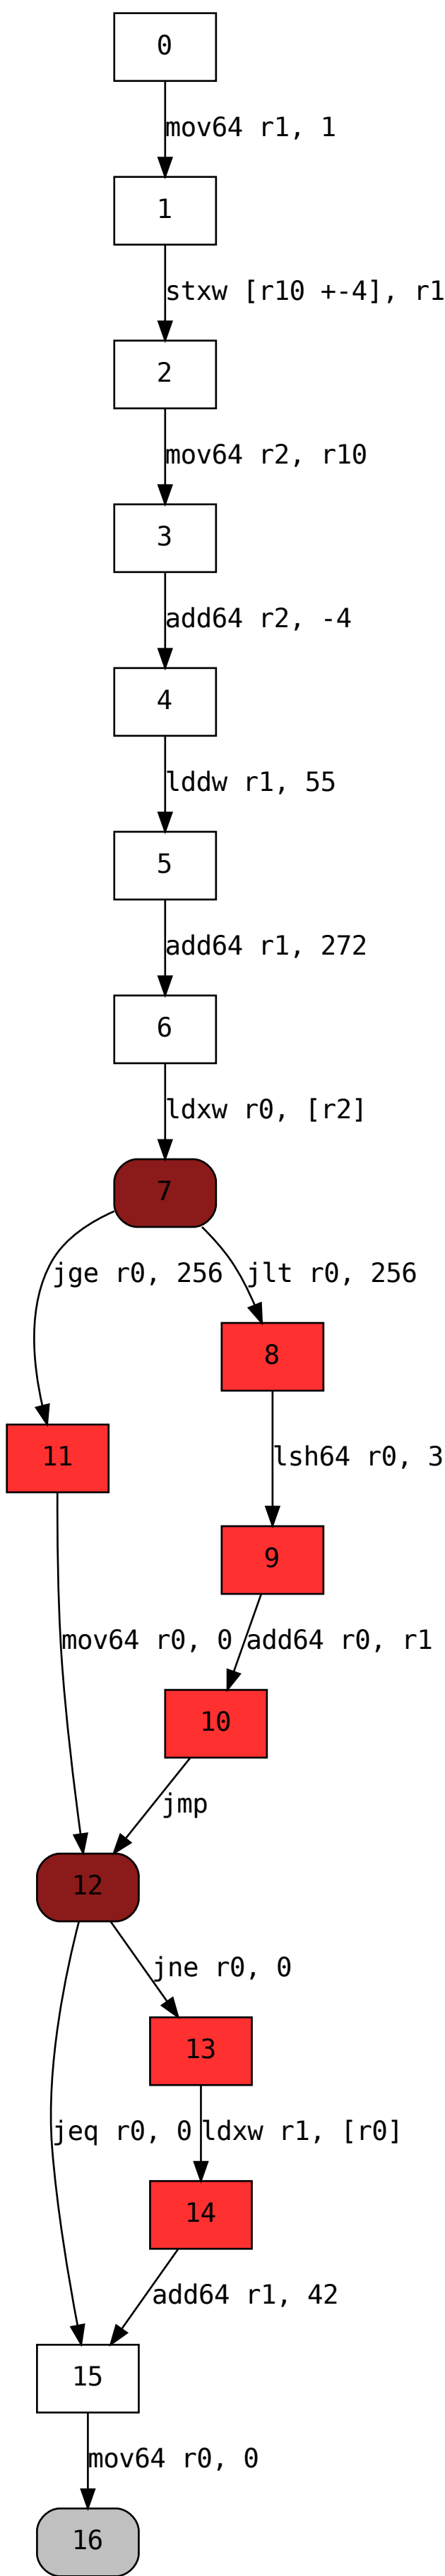 0
mov64 r1, 1
1
stxw [r10 +-4], r1
2
mov64 r2, r10
3
add64 r2, -4
4
lddw r1, 55
5
add64 r1, 272
6
ldxw r0, [r2]
7
jge r0, 256
jlt r0, 256
8
11
lsh64 r0, 3
9
mov64 r0, 0
add64 r0, r1
10
jmp
12
jne r0, 0
13
jeq r0, 0
ldxw r1, [r0]
14
add64 r1, 42
15
mov64 r0, 0
16